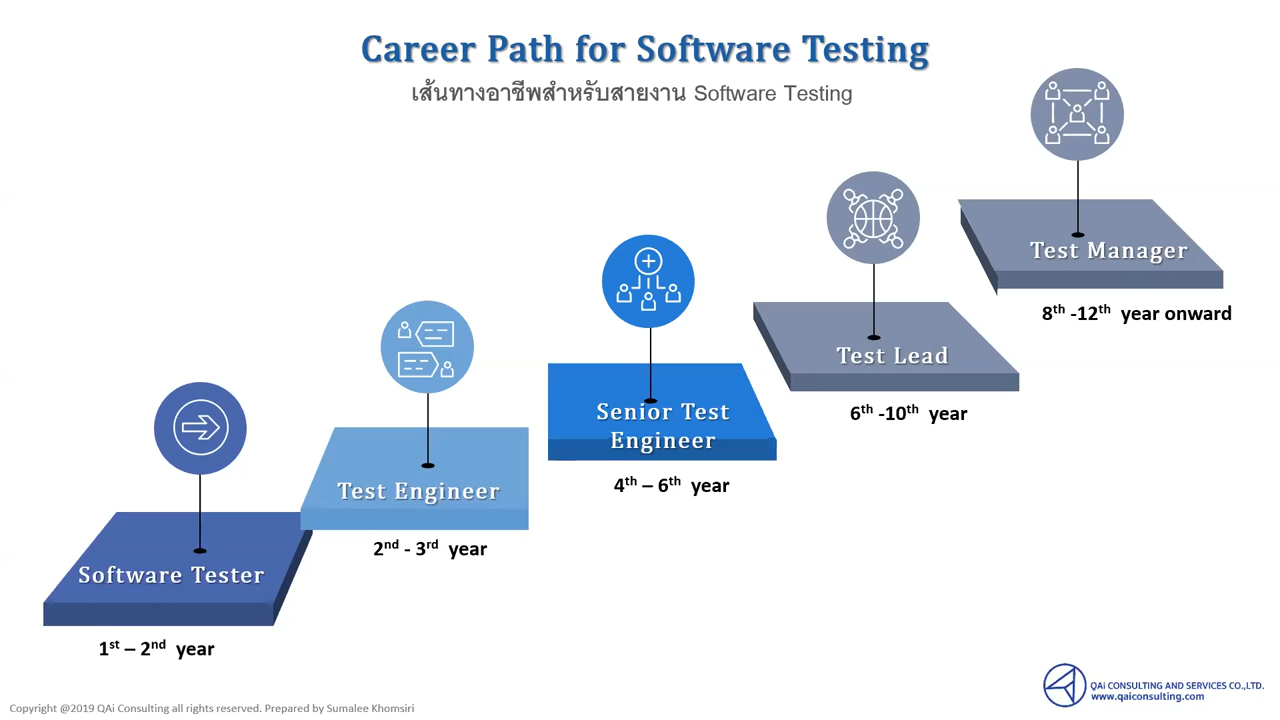 Career Path for Software Testing
เส้นทางอาชีพสำหรับสายงาน Software Testing
Software Tester
1st – 2nd year
Test Engineer
2nd - 3rd year
Senior Test
Engineer
4th – 6th year
Test Lead
6th -10th year
Test Manager
8th -12th year onward
QAi CONSULTING AND SERVICES CO.,LTD.
www.qaiconsulting.com
Copyright @2019 QAi Consulting all rights reserved. Prepared by Sumalee Khomsiri